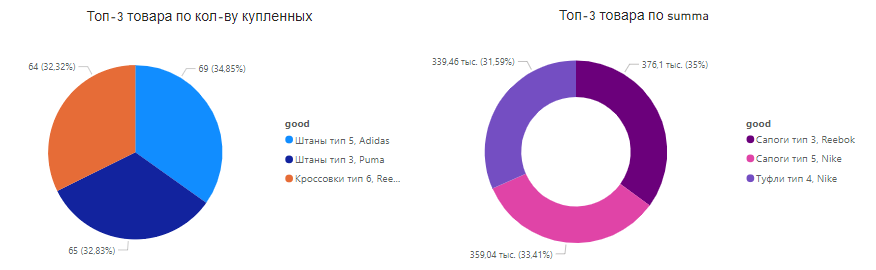 Топ-3 товара по кол-ву купленных
64 (32,32%)
69 (34,85%)
65 (32,83%)
good
Штаны тип 5, Adidas
Штаны тип 3, Puma
Кроссовки тип 6, Ree...
Топ-3 товара по summa
339,46 тыс. (31,59%)
376,1 тыс. (35%)
359,04 тыс. (33,41%)
good
Сапоги тип 3, Reebok
Сапоги тип 5, Nike
Туфли тип 4, Nike